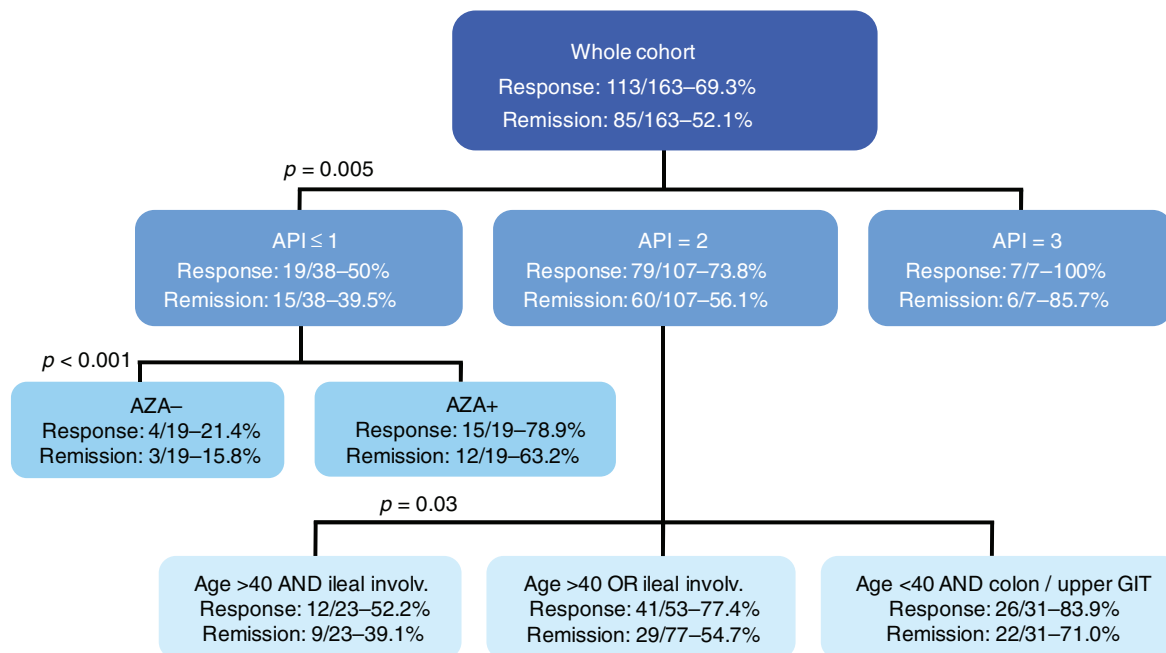 Whole cohort
Response: 113/163–69.3%
Remission: 85/163–52.1%
p = 0.005
API ≤ 1
Response: 19/38–50%
Remission: 15/38–39.5%
API = 2
Response: 79/107–73.8%
Remission: 60/107–56.1%
API = 3
Response: 7/7–100%
Remission: 6/7–85.7%
p < 0.001
AZA–
Response: 4/19–21.4%
Remission: 3/19–15.8%
AZA+
Response: 15/19–78.9%
Remission: 12/19–63.2%
p = 0.03
Age >40 AND ileal involv.
Response: 12/23–52.2%
Remission: 9/23–39.1%
Age >40 OR ileal involv.
Response: 41/53–77.4%
Remission: 29/77–54.7%
Age <40 AND colon / upper GIT
Response: 26/31–83.9%
Remission: 22/31–71.0%